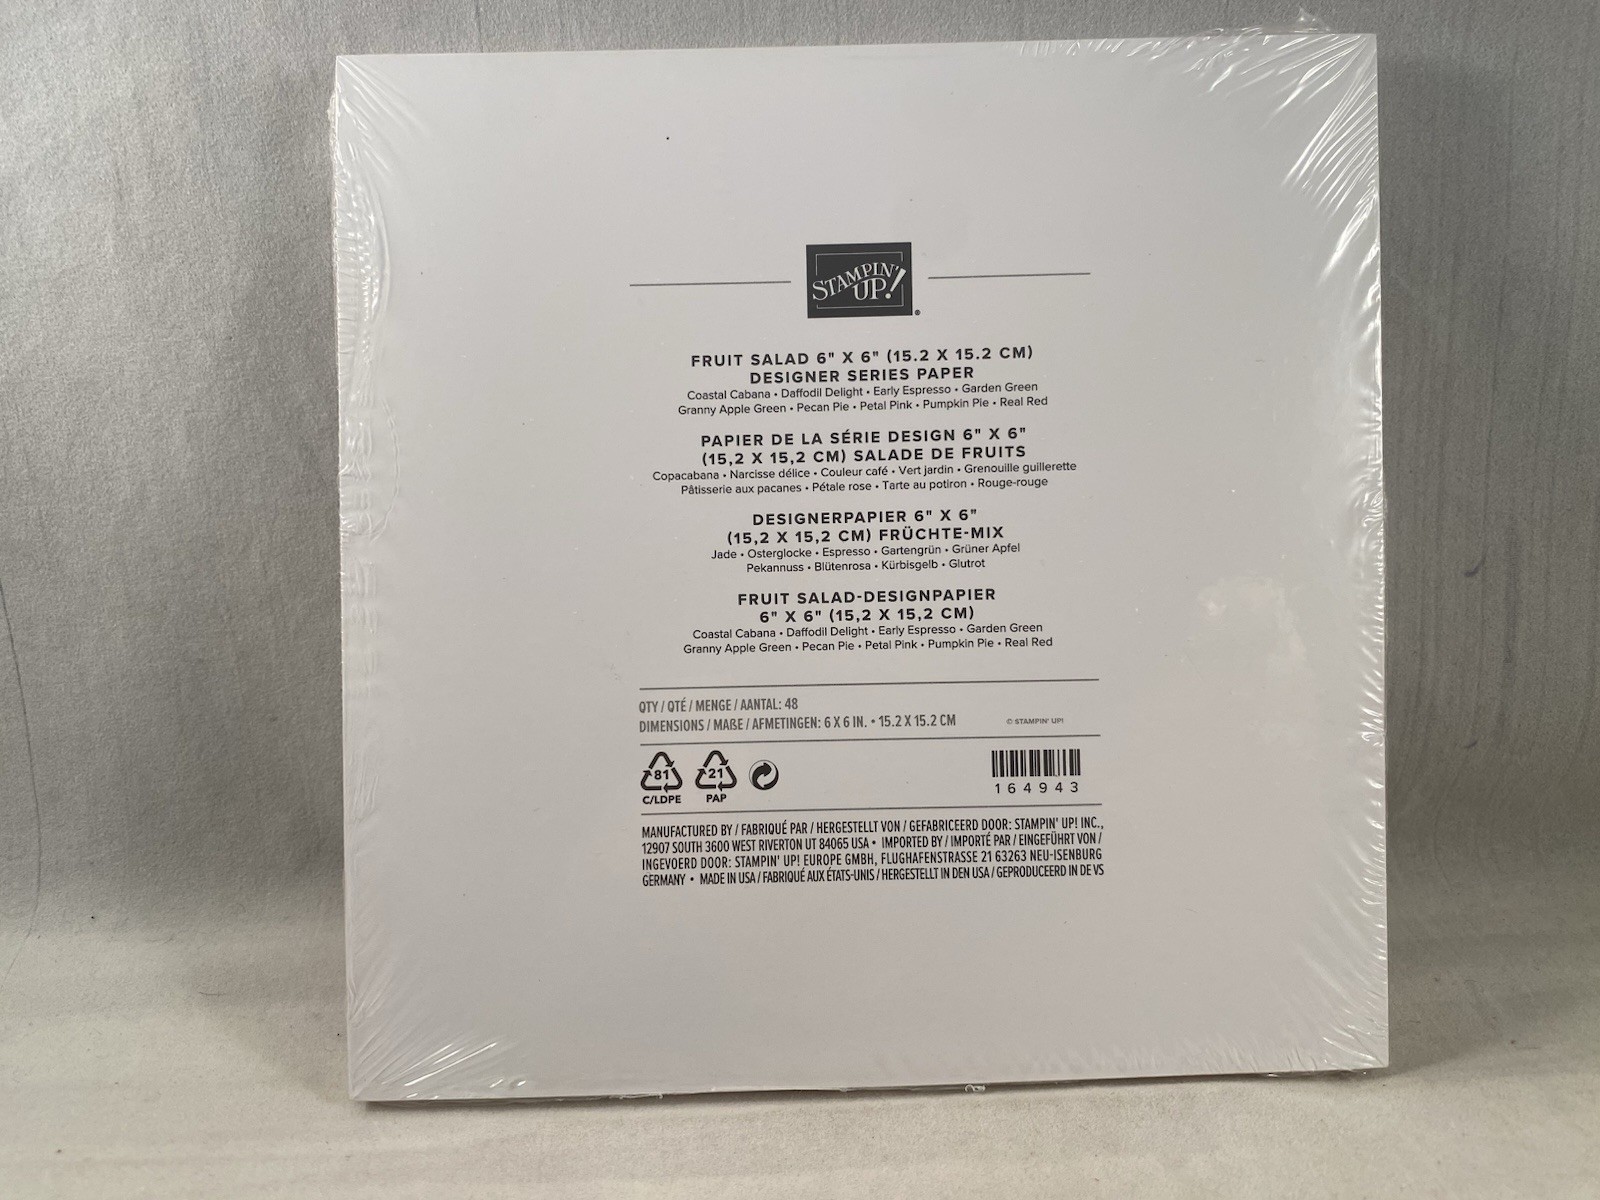 STAMPIN' UP!®
FRUIT SALAD 6" X 6" (15.2 X 15.2 CM)
DESIGNER SERIES PAPER
Coastal Cabana • Daffodil Delight • Early Espresso • Garden Green
Granny Apple Green • Pecan Pie • Petal Pink • Pumpkin Pie • Real Red
PAPIER DE LA SÉRIE DESIGN 6" X 6"
(15,2 X 15,2 CM) SALADE DE FRUITS
Copacabana • Narcisse délice • Couleur café • Vert jardin • Grenouille guillerette
Pâtisserie aux pacanes • Pétale rose • Tarte au potiron • Rouge-rouge
DESIGNERPAPIER 6" X 6"
(15,2 X 15,2 CM) FRÜCHTE-MIX
Jade • Osterglocke • Espresso • Gartengrün • Grüner Apfel
Pekannuss • Blütenrosa • Kürbisgelb • Glutrot
FRUIT SALAD-DESIGNPAPIER
6" X 6" (15,2 X 15,2 CM)
Coastal Cabana • Daffodil Delight • Early Espresso • Garden Green
Granny Apple Green • Pecan Pie • Petal Pink • Pumpkin Pie • Real Red
QTY / QTÉ / MENGE / AANTAL: 48
DIMENSIONS / MAßE / AFMETINGEN: 6 X 6 IN. • 15.2 X 15.2 CM
© STAMPIN' UP!
81
C/LDPE
21
PAP
164943
MANUFACTURED BY / FABRIQUÉ PAR / HERGESTELLT VON / GEFABRICEERD DOOR: STAMPIN' UP! INC.,
12907 SOUTH 3600 WEST RIVERTON UT 84065 USA • IMPORTED BY / IMPORTÉ PAR / EINGEFÜHRT VON /
INGEVOERD DOOR: STAMPIN' UP! EUROPE GMBH, FLUGHAFENSTRASSE 21 63263 NEU-ISENBURG
GERMANY • MADE IN USA / FABRIQUÉ AUX ÉTATS-UNIS / HERGESTELLT IN DEN USA / GEPRODUCEERD IN DE VS